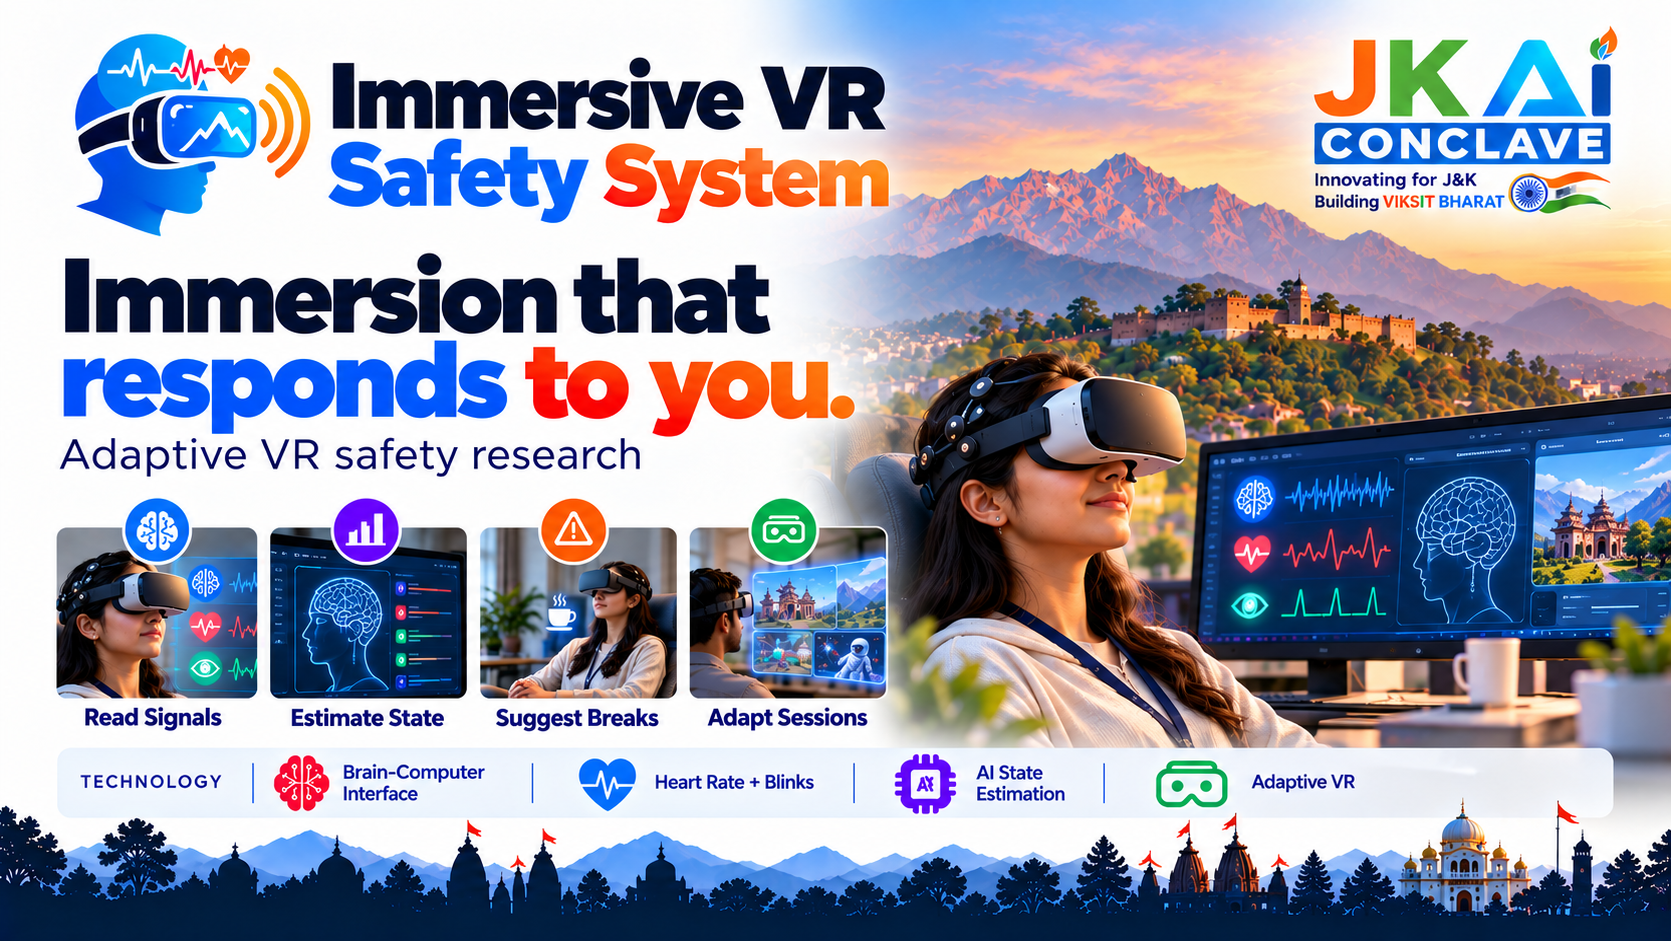 Immersive VR
Safety System
JK Ai
CONCLAVE
Innovating for J&K
Building VIKSIT BHARAT
Immersion that
responds to you.
Adaptive VR safety research
Read Signals
Estimate State
Suggest Breaks
Adapt Sessions
TECHNOLOGY
Brain-Computer
Interface
Heart Rate + Blinks
AI State
Estimation
Adaptive VR